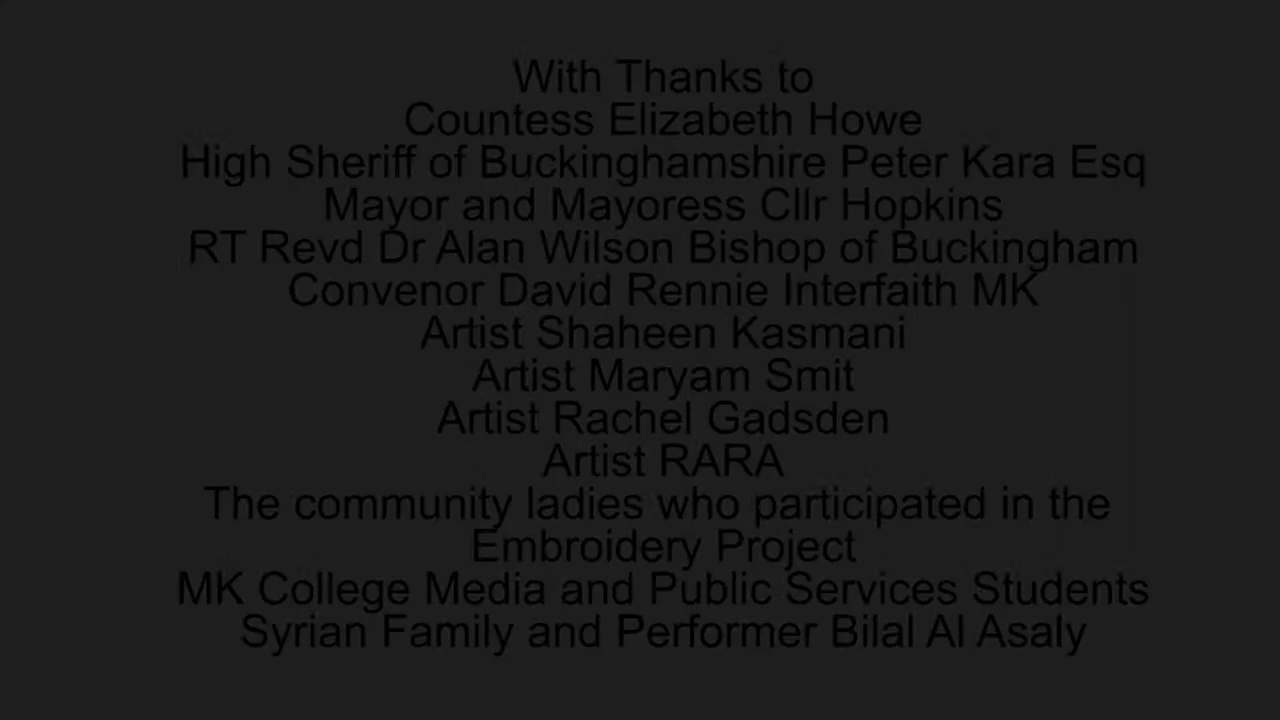 With Thanks to
Countess Elizabeth Howe
High Sheriff of Buckinghamshire Peter Kara Esq
Mayor and Mayoress Cllr Hopkins
RT Revd Dr Alan Wilson Bishop of Buckingham
Convenor David Rennie Interfaith MK
Artist Shaheen Kasmani
Artist Maryam Smit
Artist Rachel Gadsden
Artist RARA
The community ladies who participated in the
Embroidery Project
MK College Media and Public Services Students
Syrian Family and Performer Bilal Al Asaly